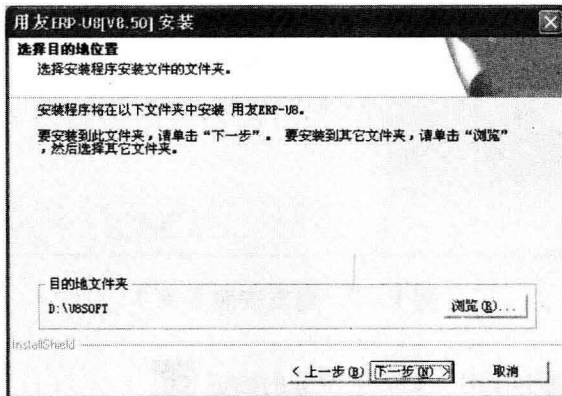 用友ERP-U8[V8.50] 安装
选择目的地位置
选择安装程序安装文件的文件夹。
安装程序将在以下文件夹中安装 用友ERP-U8。
要安装到此文件夹，请单击“下一步”。 要安装到其它文件夹，请单击“浏览”
，然后选择其它文件夹。
目的地文件夹
D:\U8SOFT
浏览(R)...
InstallShield
<上一步(B)
下一步(N)>
取消